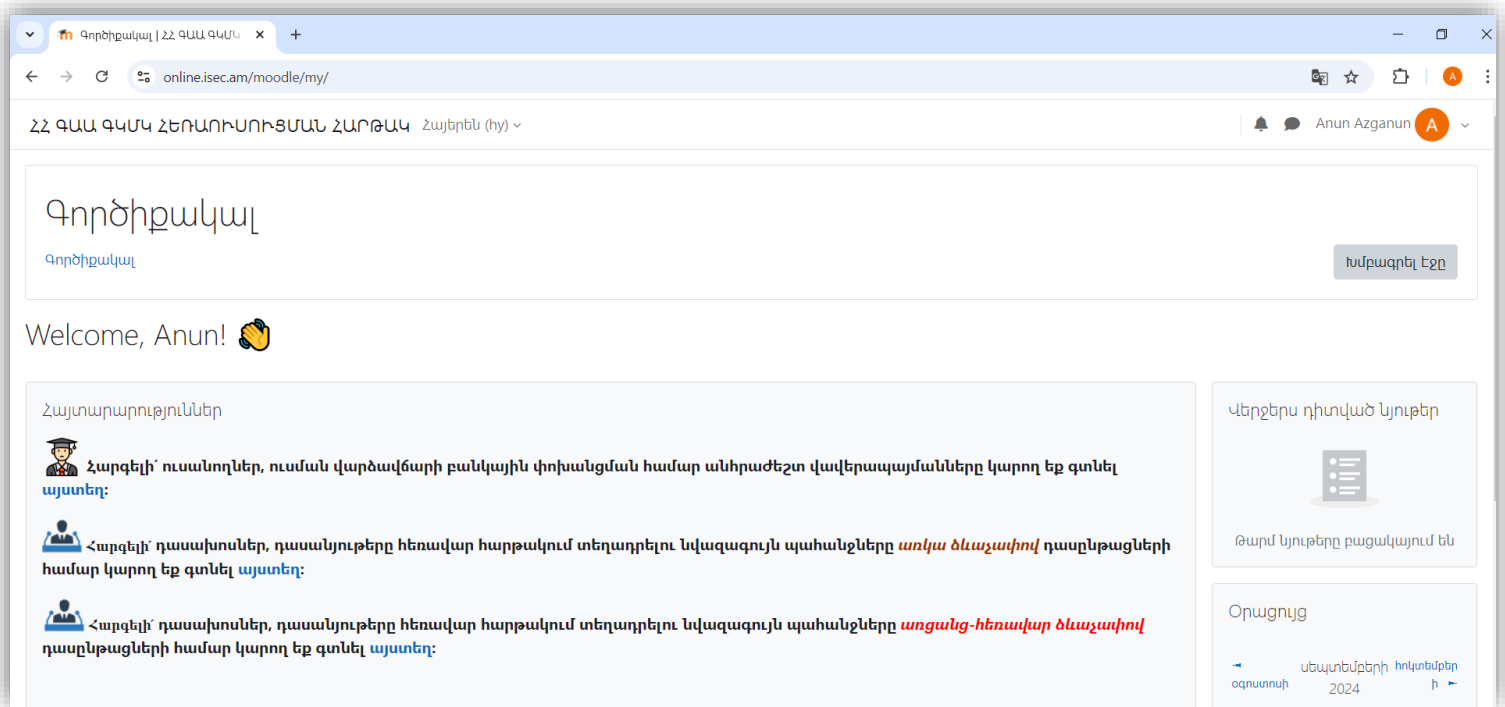 Գործիքակալ | ՀՀ ԳԱԱ ԳԿՄԿ
online.isec.am/moodle/my/
A
ՀՀ ԳԱԱ ԳԿՄԿ ՀԵՌԱՈՒՍՈՒՑՄԱՆ ՀԱՐԹԱԿ Հայերեն ‎(hy)‎
Anun Azganun A
Գործիքակալ
Գործիքակալ
Խմբագրել էջը
Welcome, Anun! 👋
Հայտարարություններ
Հարգելի՛ ուսանողներ, ուսման վարձավճարի բանկային փոխանցման համար անհրաժեշտ վավերապայմանները կարող եք գտնել
այստեղ:
Հարգելի՛ դասախոսներ, դասանյութերը հեռավար հարթակում տեղադրելու նվազագույն պահանջները առկա ձևաչափով դասընթացների
համար կարող եք գտնել այստեղ:
Հարգելի՛ դասախոսներ, դասանյութերը հեռավար հարթակում տեղադրելու նվազագույն պահանջները առցանց-հեռավար ձևաչափով
դասընթացների համար կարող եք գտնել այստեղ:
Վերջերս դիտված նյութեր
Թարմ նյութերը բացակայում են
Օրացույց
◄ օգոստոսի
սեպտեմբերի 2024
հոկտեմբերի ►